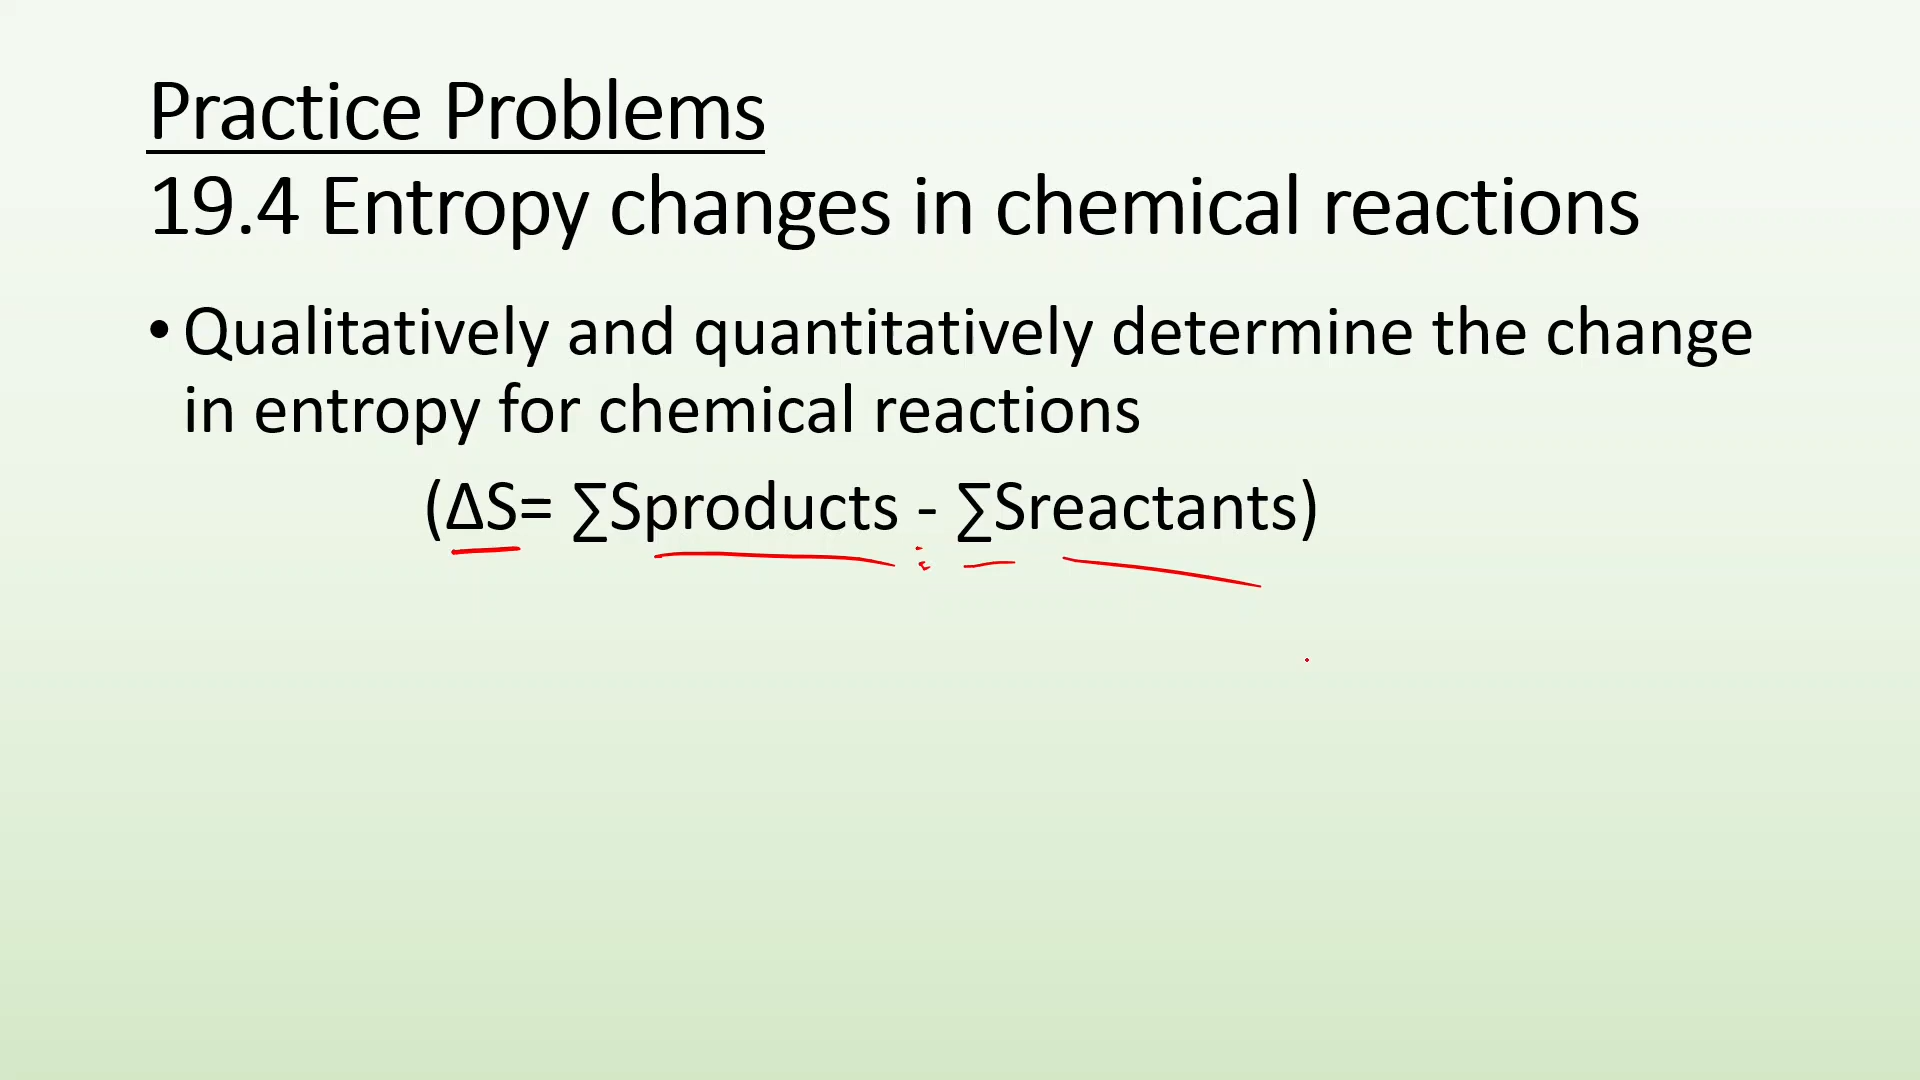 Practice Problems
19.4 Entropy changes in chemical reactions
• Qualitatively and quantitatively determine the change
in entropy for chemical reactions
(ΔS= ∑Sproducts - ∑Sreactants)